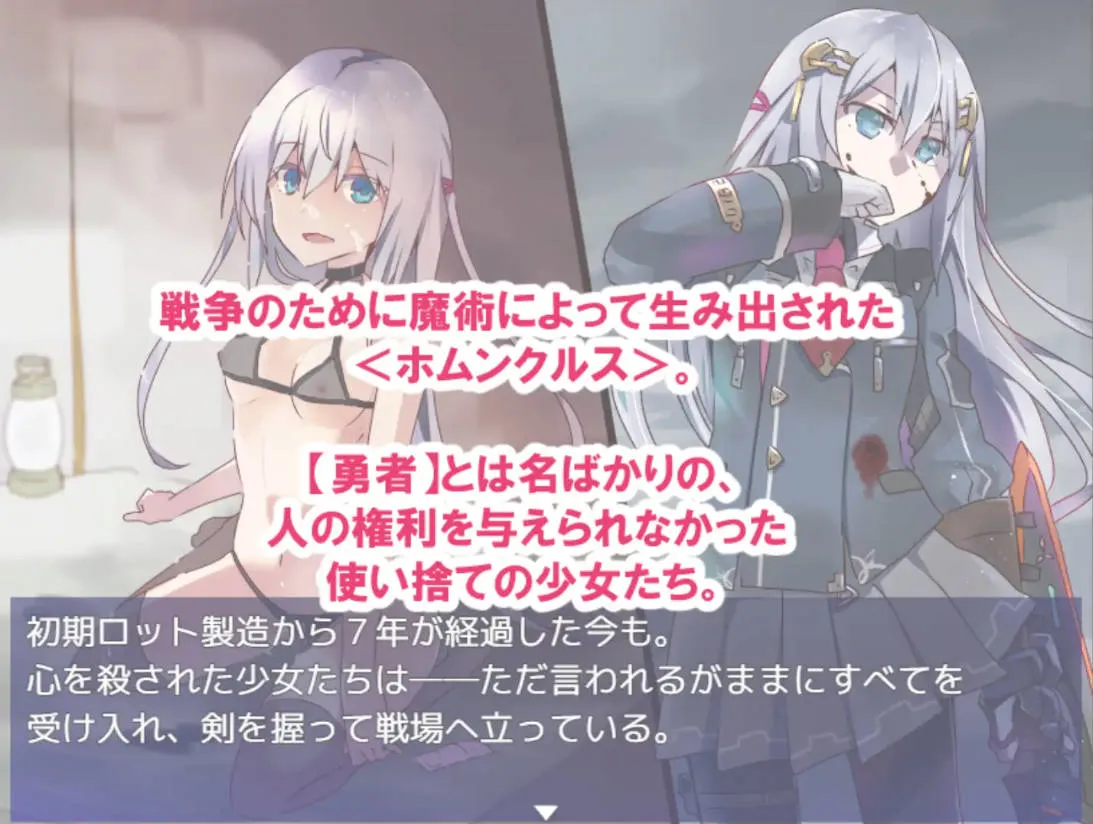 戦争のために魔術によって生み出された
＜ホムンクルス＞。
【勇者】とは名ばかりの、
人の権利を与えられなかった
使い捨ての少女たち。
初期ロット製造から７年が経過した今も。
心を殺された少女たちは──ただ言われるがままにすべてを
受け入れ、剣を握って戦場へ立っている。